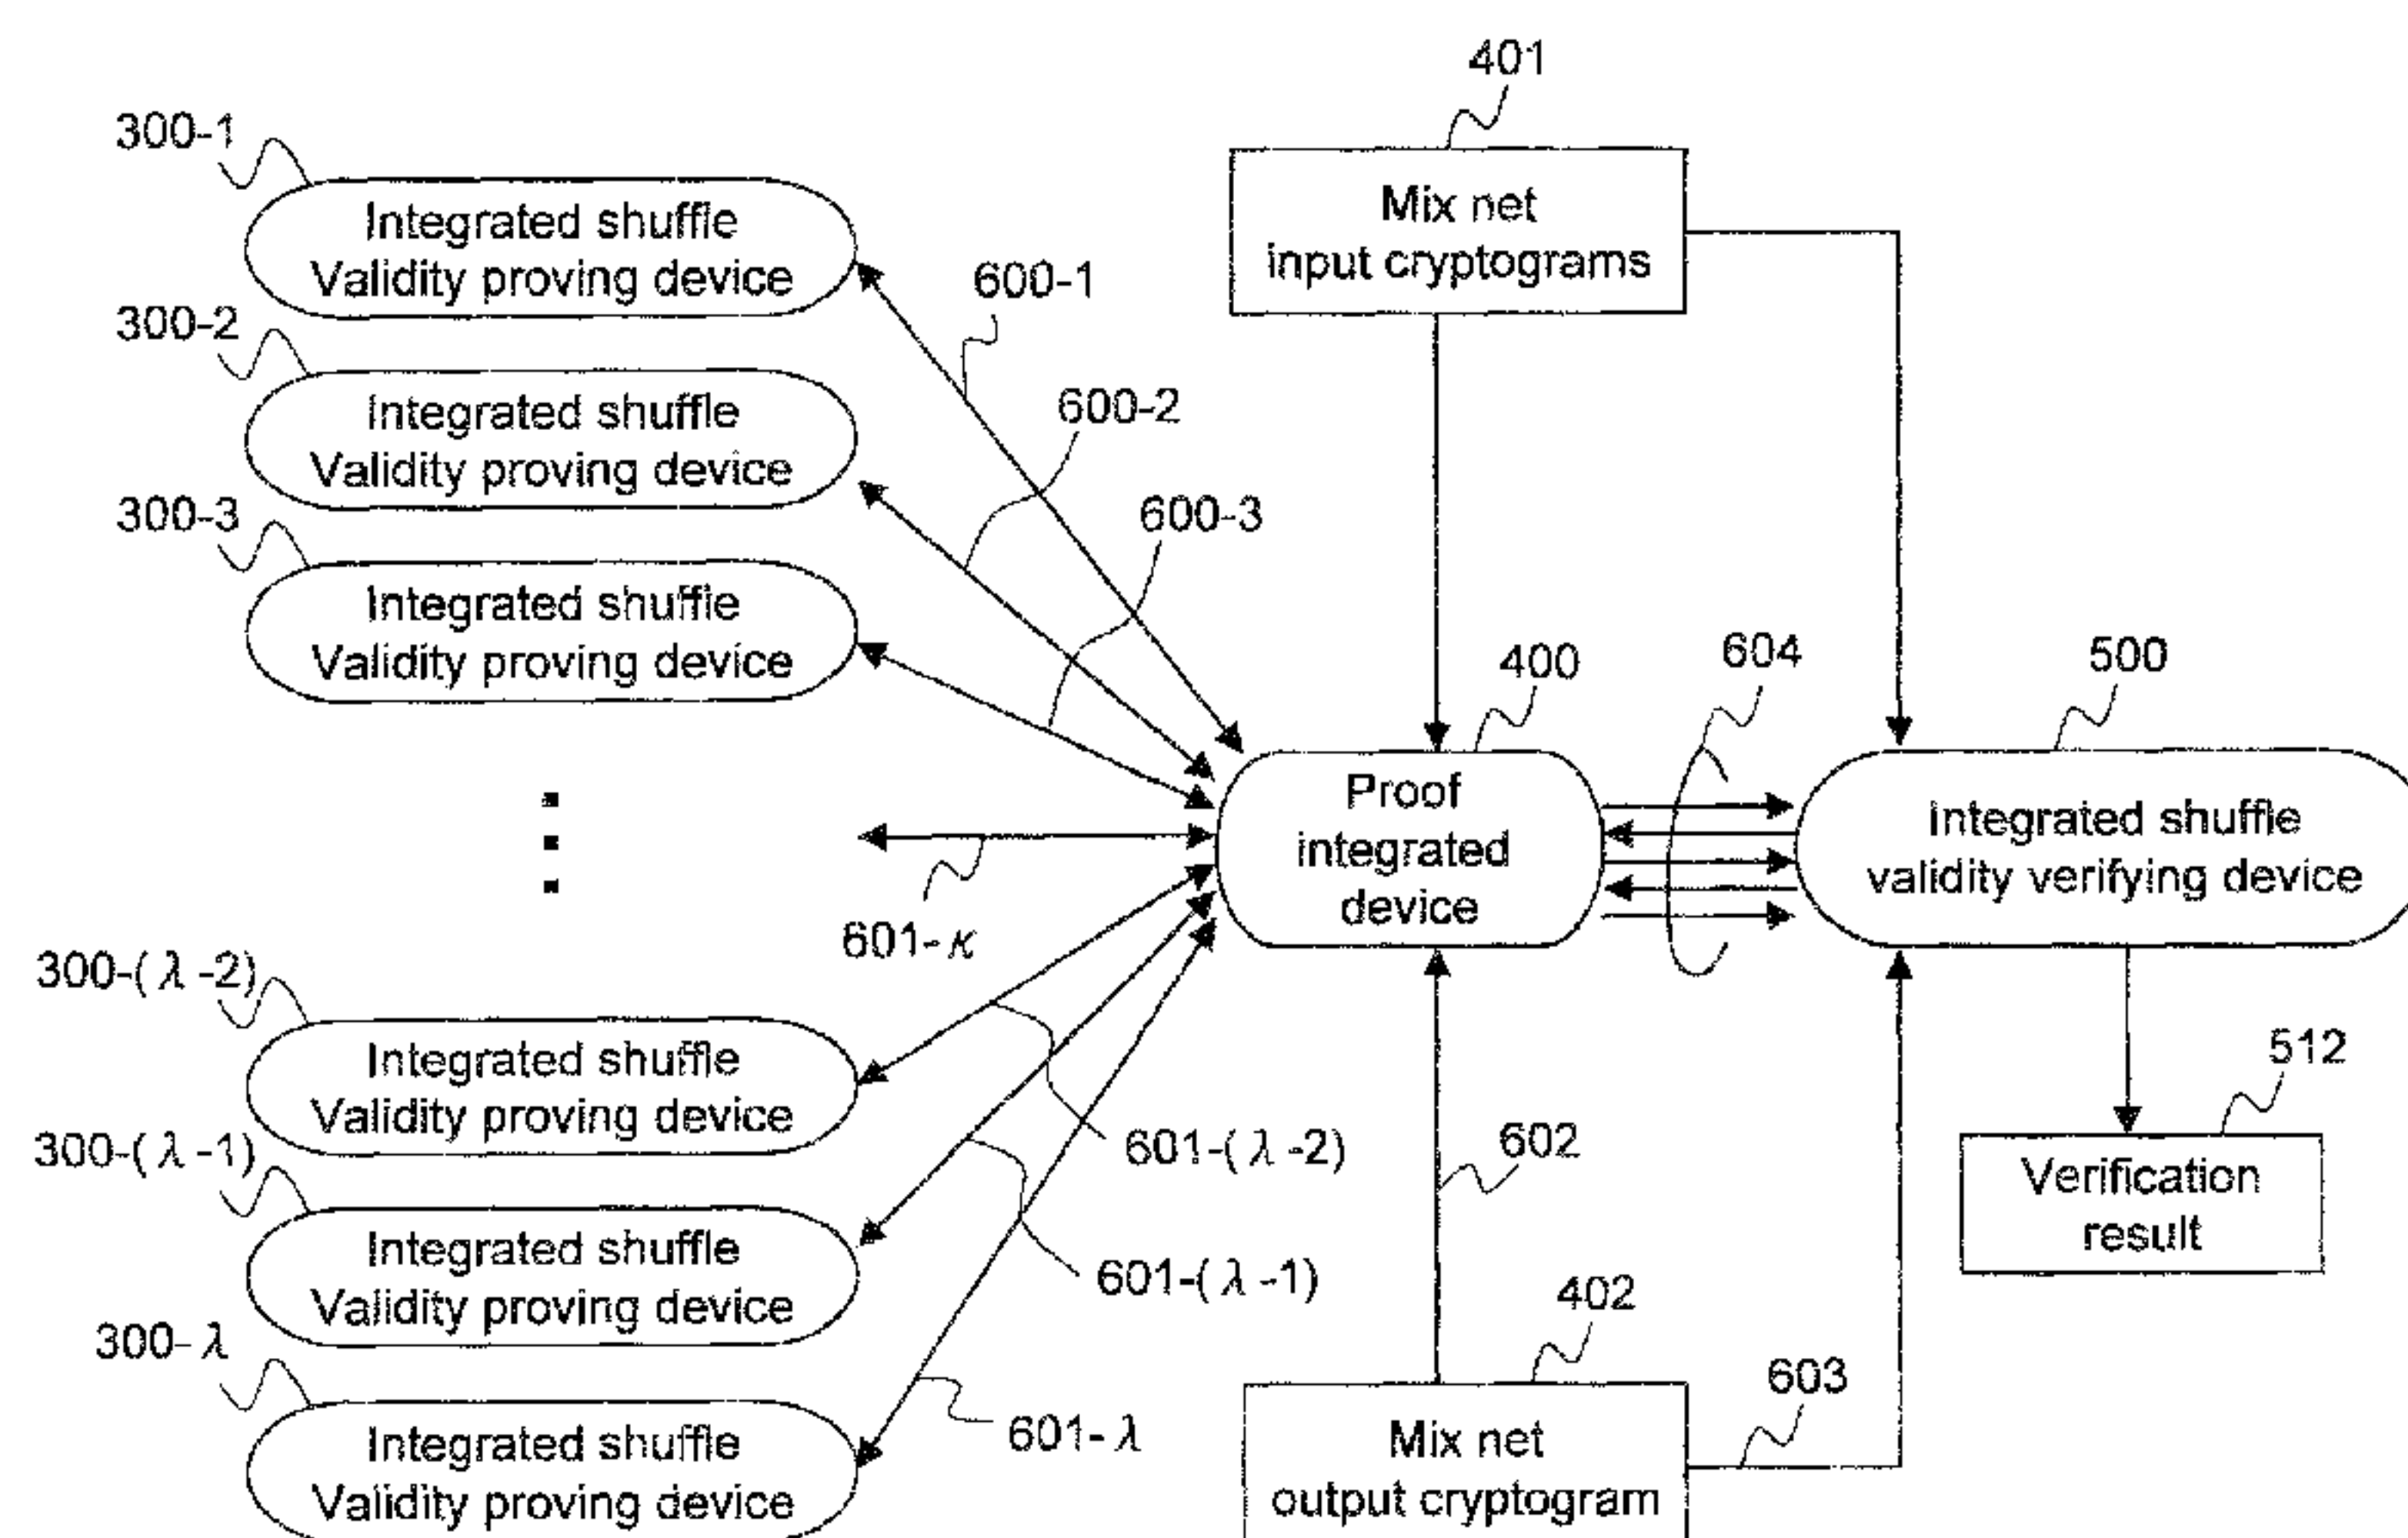 401
300-1
Mix net
input cryptograms
Integrated shuffle
Validity proving device
600-1
300-2
Integrated shuffle
Validity proving device
600-2
300-3
600-3
Integrated shuffle
Validity proving device
400
604
500
Proof
integrated
device
Integrated shuffle
validity verifying device
601-κ
300-(λ-2)
Integrated shuffle
Validity proving device
512
601-(λ-2)
602
Verification
result
300-(λ-1)
Integrated shuffle
Validity proving device
601-(λ-1)
402
300-λ
603
601-λ
Integrated shuffle
Validity proving device
Mix net
output cryptogram